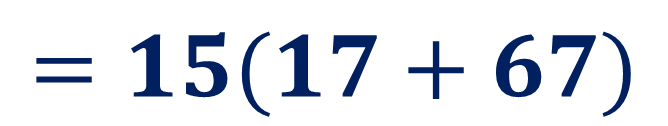 = 15(17 + 67)